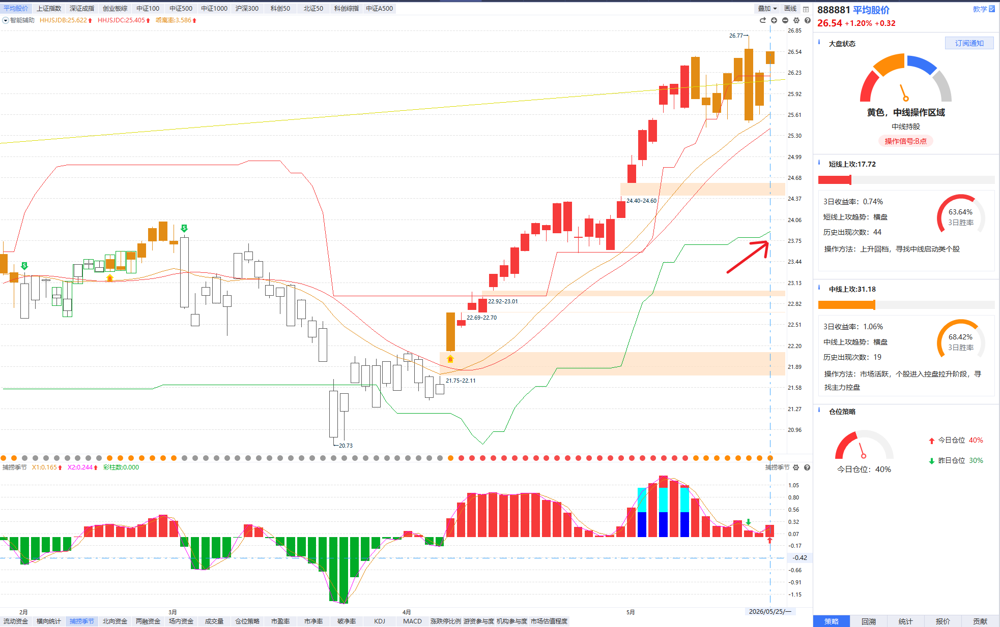 平均股价 上证指数 深证成指 创业板综 中证100 中证500 中证1000 沪深300 科创50 北证50 科创综指 中证A500 叠加 画线
智能辅助 HHJSJDB:25.622 HHJSJDC:25.405 乖离率:3.586
26.85
26.77
26.54
26.23
25.92
25.61
25.30
24.99
24.68
24.37
24.40-24.60
24.06
S
23.75
23.44
S
B
23.13
22.92-23.01
22.82
22.69-22.70
22.51
22.20
B
21.89
21.75-22.11
21.58
21.27
20.96
20.73
捕捞季节 X1:0.165 X2:0.244 彩柱数:0.000 捕捞季节
1.05
0.80
0.56
0.32
0.07
-0.17
-0.42
-0.66
-0.91
-1.15
2月 3月 4月 5月 2026/05/25/一
流动资金 横向统计 捕捞季节 北向资金 两融资金 场内资金 成交量 仓位策略 市盈率 市净率 破净率 KDJ MACD 涨跌停比例 游资参与度 机构参与度 市场估值程度
888881 平均股价 教学
26.54 +1.20% +0.32
大盘状态 订阅通知
黄色，中线操作区域
中线持股
操作信号:B点
短线上攻:17.72
3日收益率：0.74%
短线上攻趋势：横盘
历史出现次数：44
63.64%
3日胜率
操作方法：上升回档，寻找中线启动类个股
中线上攻:31.18
3日收益率：1.06%
中线上攻趋势：横盘
历史出现次数：19
68.42%
3日胜率
操作方法：市场活跃，个股进入控盘拉升阶段，寻
找主力控盘
仓位策略
今日仓位 40%
昨日仓位 30%
今日仓位：40%
策略 回溯 统计 报价 贡献